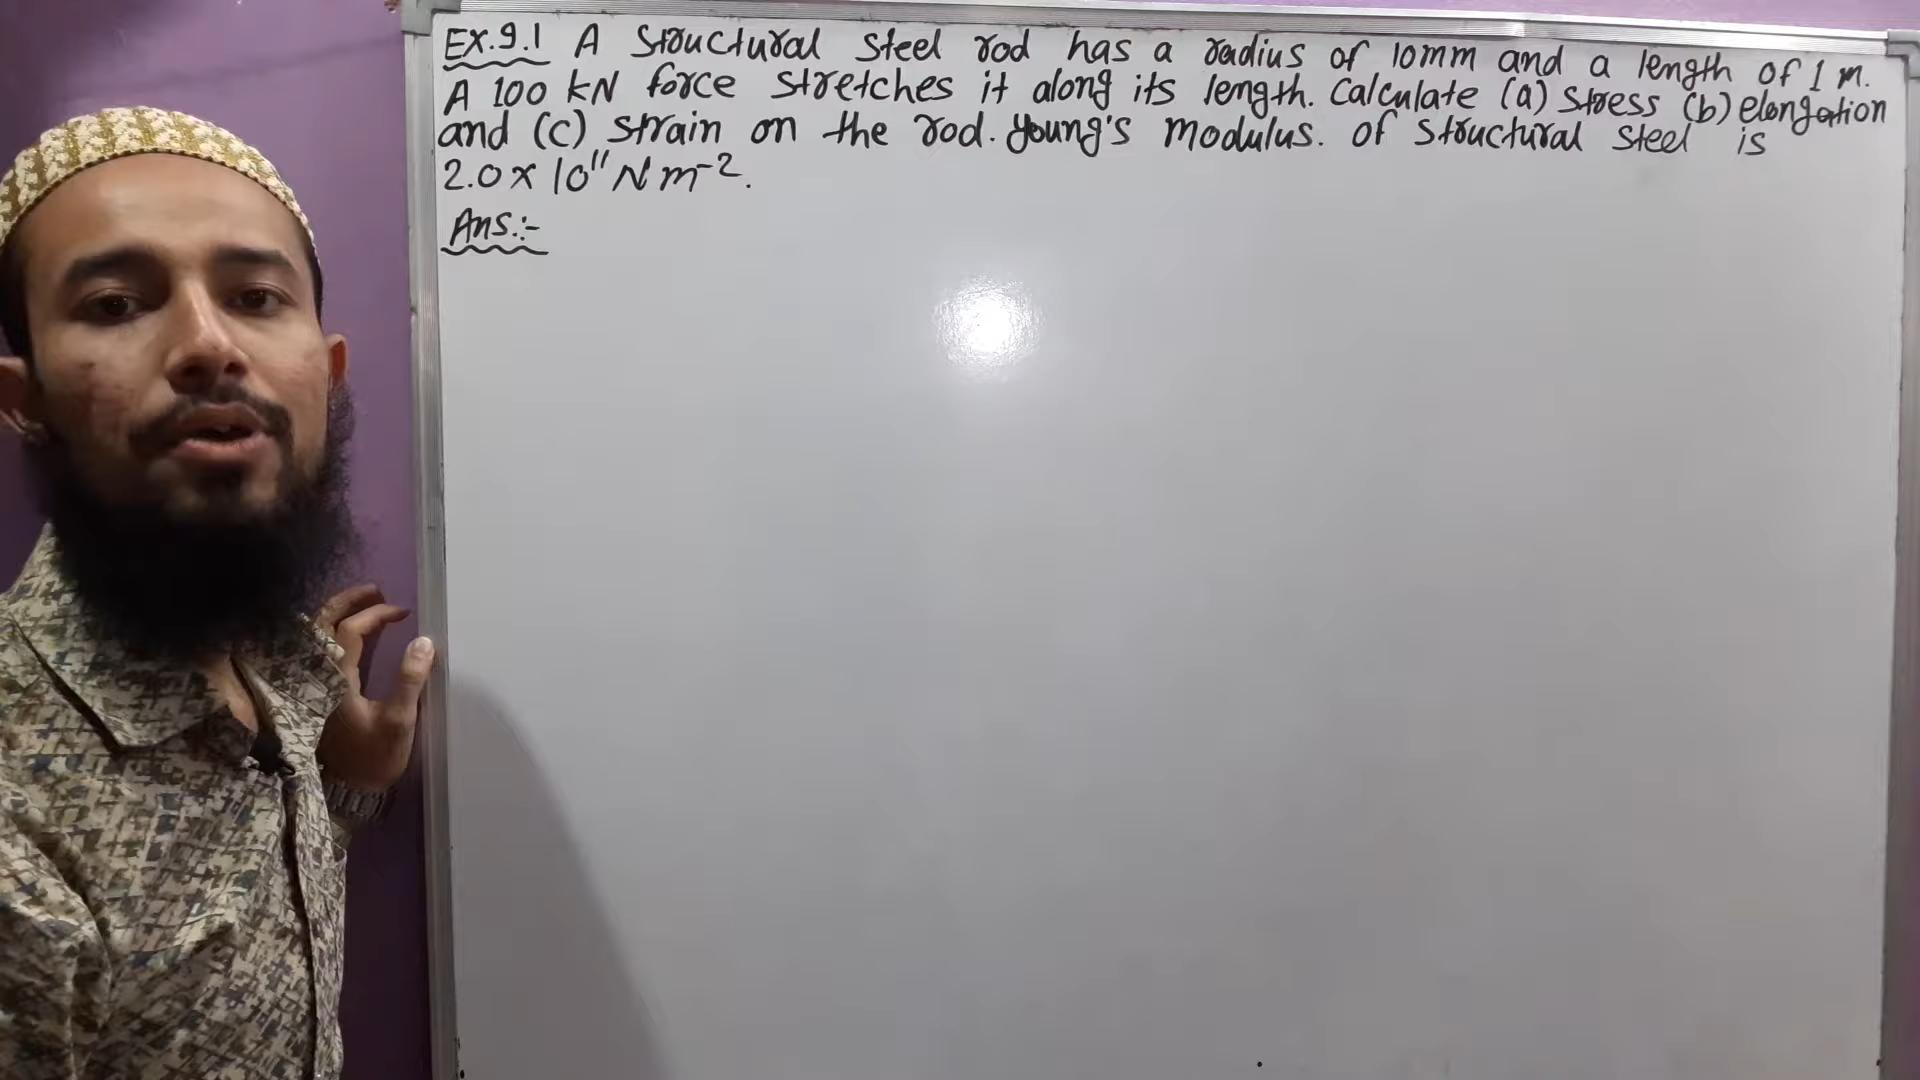 Ex.9.1 A Structural Steel rod has a radius of 10mm and a length of 1 m.
A 100 kN force stretches it along its length. Calculate (a) Stress (b) elongation
and (c) strain on the rod. Young's Modulus. of Structural Steel is
2.0 × 10¹¹ N m⁻².
Ans.:-